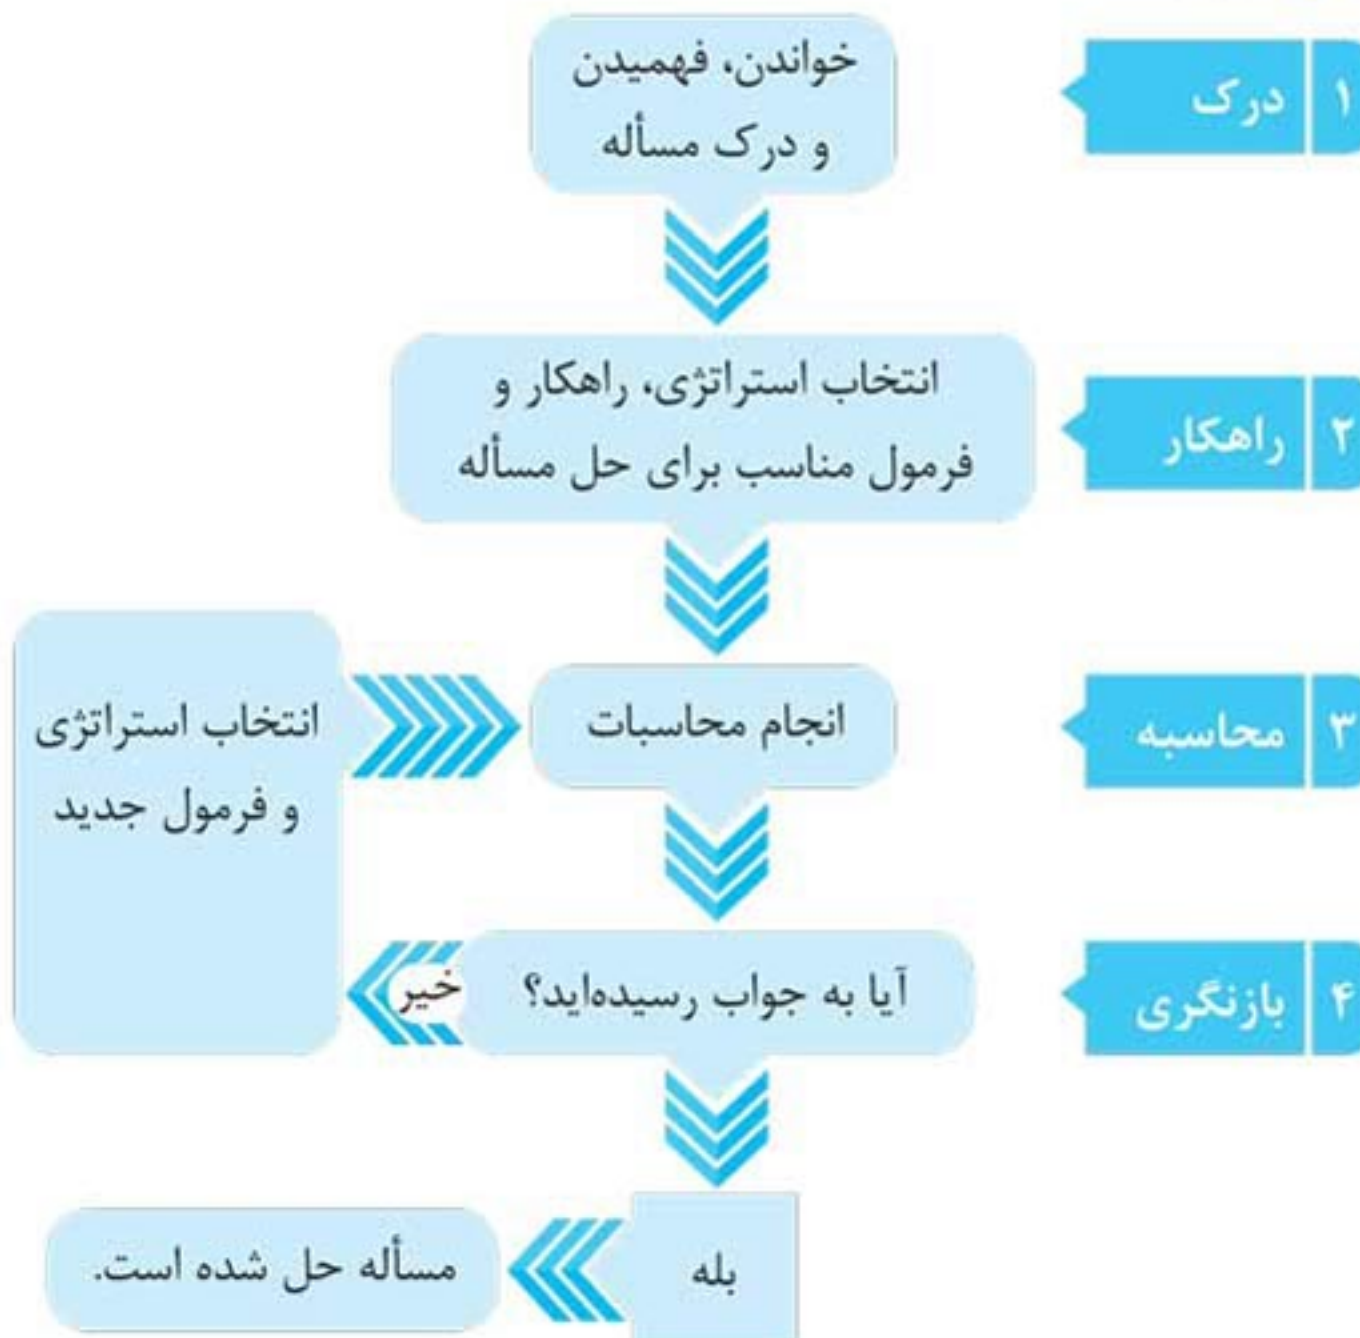 ۱ درک
خواندن، فهمیدن
و درک مسأله
۲ راهکار
انتخاب استراتژی، راهکار و
فرمول مناسب برای حل مسأله
۳ محاسبه
انجام محاسبات
انتخاب استراتژی
و فرمول جدید
۴ بازنگری
آیا به جواب رسیده‌اید؟
خیر
بله
مسأله حل شده است.